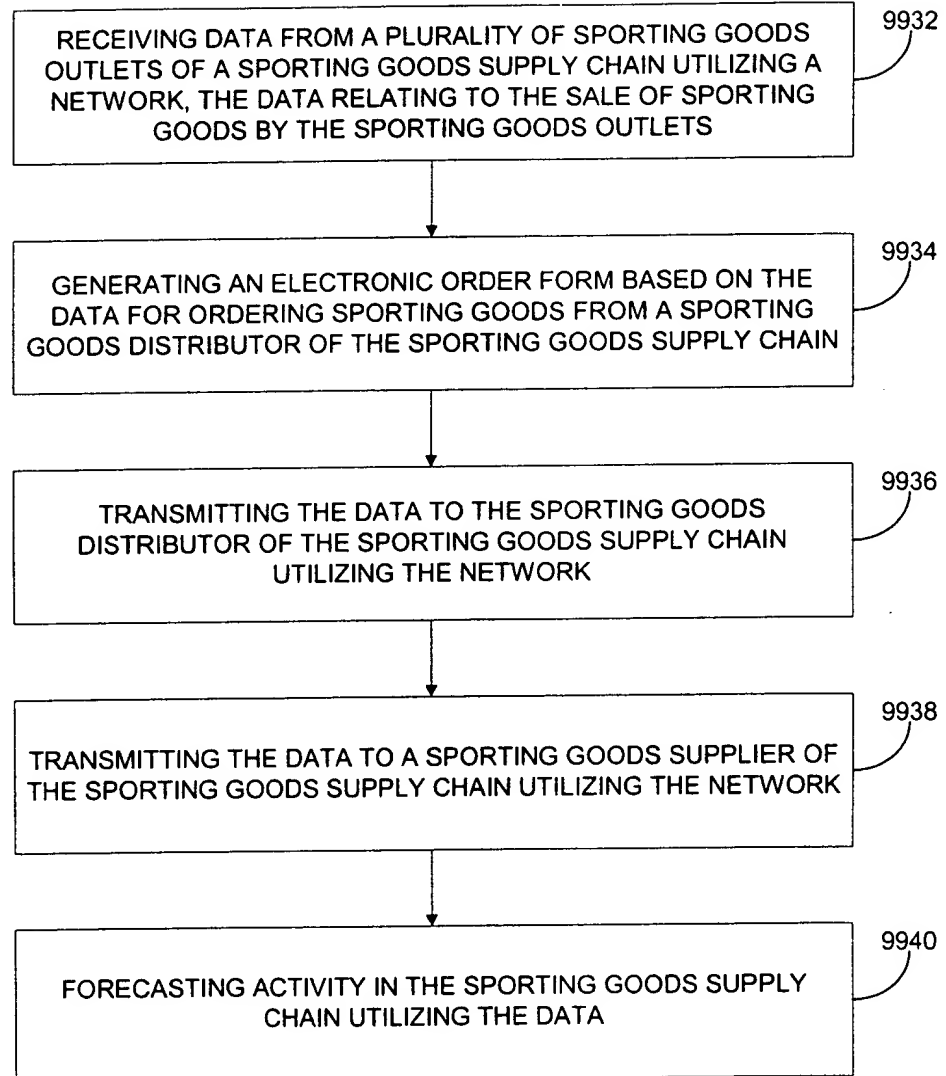 RECEIVING DATA FROM A PLURALITY OF SPORTING GOODS
OUTLETS OF A SPORTING GOODS SUPPLY CHAIN UTILIZING A
NETWORK, THE DATA RELATING TO THE SALE OF SPORTING
GOODS BY THE SPORTING GOODS OUTLETS
9932
GENERATING AN ELECTRONIC ORDER FORM BASED ON THE
DATA FOR ORDERING SPORTING GOODS FROM A SPORTING
GOODS DISTRIBUTOR OF THE SPORTING GOODS SUPPLY CHAIN
9934
TRANSMITTING THE DATA TO THE SPORTING GOODS
DISTRIBUTOR OF THE SPORTING GOODS SUPPLY CHAIN
UTILIZING THE NETWORK
9936
TRANSMITTING THE DATA TO A SPORTING GOODS SUPPLIER OF
THE SPORTING GOODS SUPPLY CHAIN UTILIZING THE NETWORK
9938
FORECASTING ACTIVITY IN THE SPORTING GOODS SUPPLY
CHAIN UTILIZING THE DATA
9940